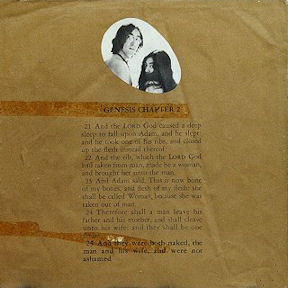 GENESIS CHAPTER 2
21 And the LORD God caused a deep
sleep to fall upon Adam, and he slept:
and he took one of his ribs, and closed
up the flesh instead thereof.
22 And the rib, which the LORD God
had taken from man, made he a woman,
and brought her unto the man.
23 And Adam said, This is now bone
of my bones, and flesh of my flesh: she
shall be called Woman, because she was
taken out of man.
24 Therefore shall a man leave his
father and his mother, and shall cleave
unto his wife: and they shall be one
25 And they were both naked, the
man and his wife, and were not
ashamed